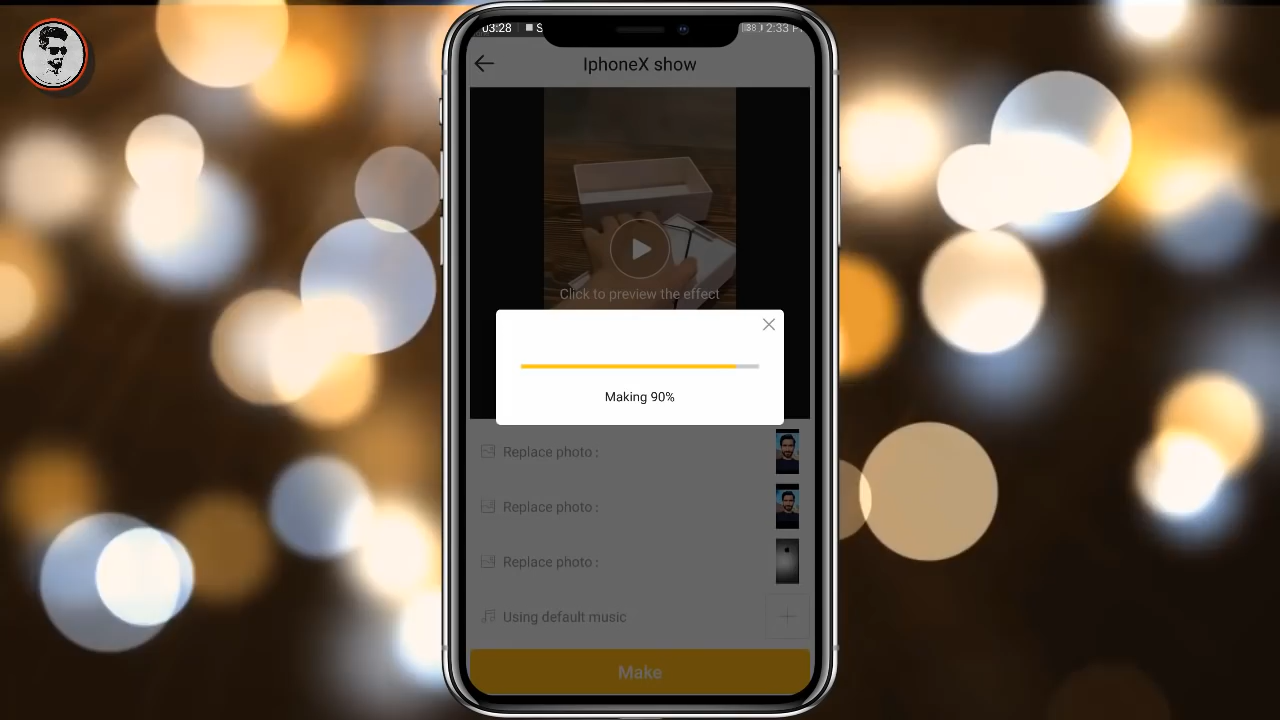 03:28 S
38 2:33 P
IphoneX show
Click to preview the effect
Making 90%
Replace photo :
Replace photo :
Replace photo :
Using default music
Make